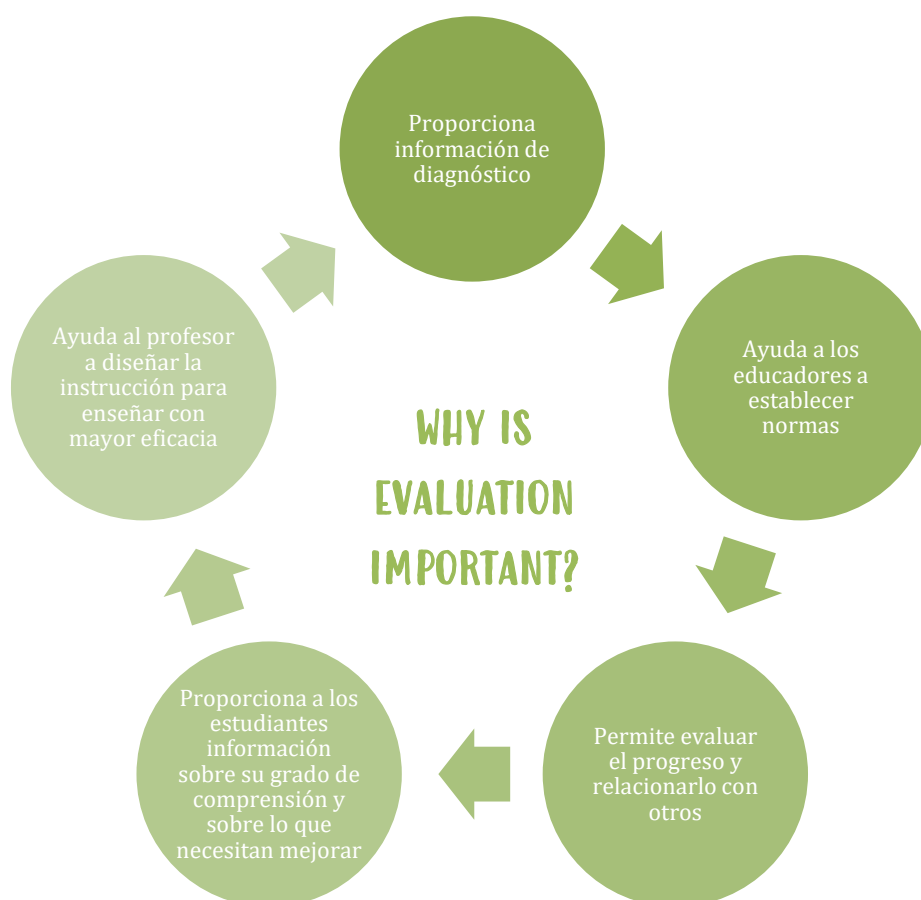 Proporciona
información de
diagnóstico
Ayuda al profesor
a diseñar la
instrucción para
enseñar con
mayor eficacia
Ayuda a los
educadores a
establecer
normas
WHY IS
EVALUATION
IMPORTANT?
Proporciona a los
estudiantes
información
sobre su grado de
comprensión y
sobre lo que
necesitan mejorar
Permite evaluar
el progreso y
relacionarlo con
otros